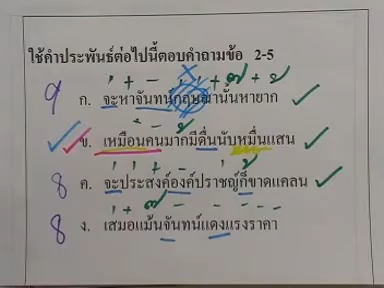 ใช้คำประพันธ์ต่อไปนี้ตอบคำถามข้อ 2-5
9 ก. จะหาจันทน์กฤษณานั้นหายาก
ข. เหมือนคนมากมีดื่นนับหมื่นแสน
8 ค. จะประสงค์องค์ปราชญ์ก็ขาดแคลน
8 ง. เสมอแม้นจันทน์แดงแรงราคา